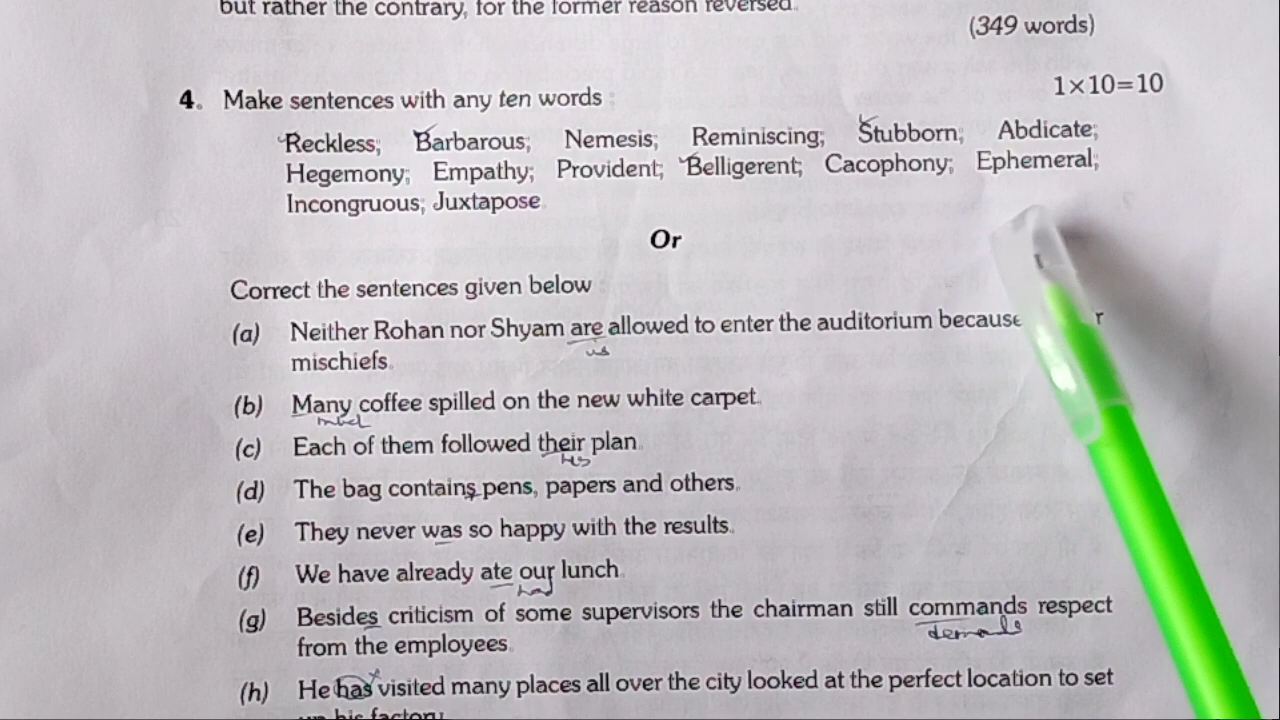 but rather the contrary, for the former reason reversed.
(349 words)
4. Make sentences with any ten words : 1×10=10
Reckless; Barbarous; Nemesis; Reminiscing; Stubborn; Abdicate;
Hegemony; Empathy; Provident; Belligerent; Cacophony; Ephemeral;
Incongruous; Juxtapose.
Or
Correct the sentences given below :
(a) Neither Rohan nor Shyam are allowed to enter the auditorium because
mischiefs.
(b) Many coffee spilled on the new white carpet.
(c) Each of them followed their plan.
his
(d) The bag contains pens, papers and others.
(e) They never was so happy with the results.
(f) We have already ate our lunch.
had
(g) Besides criticism of some supervisors the chairman still commands respect
demands
from the employees.
(h) He has visited many places all over the city looked at the perfect location to set
up his factory.